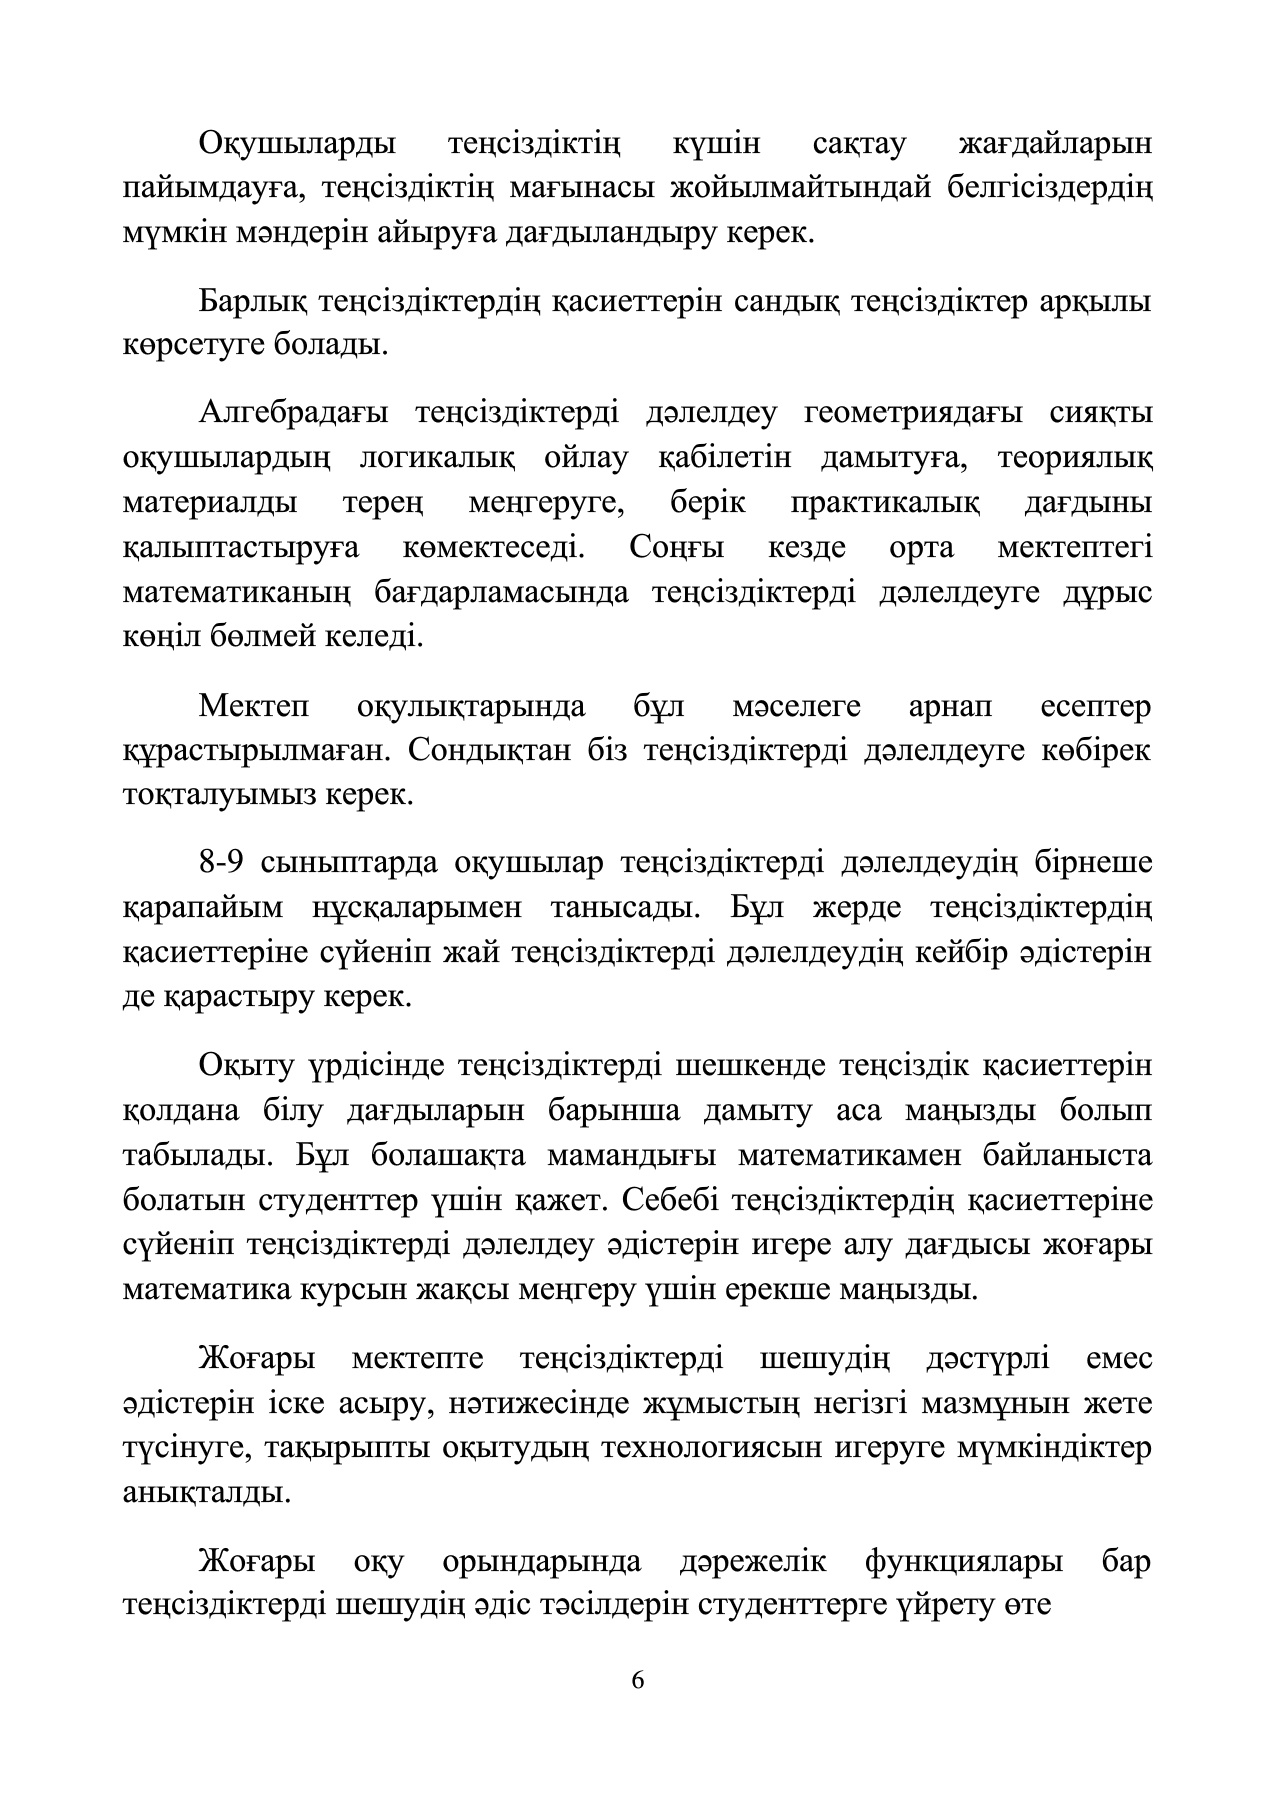 Оқушыларды теңсіздіктің күшін сақтау жағдайларын
пайымдауға, теңсіздіктің мағынасы жойылмайтындай белгісіздердің
мүмкін мәндерін айыруға дағдыландыру керек.
Барлық теңсіздіктердің қасиеттерін сандық теңсіздіктер арқылы
көрсетуге болады.
Алгебрадағы теңсіздіктерді дәлелдеу геометриядағы сияқты
оқушылардың логикалық ойлау қабілетін дамытуға, теориялық
материалды терең меңгеруге, берік практикалық дағдыны
қалыптастыруға көмектеседі. Соңғы кезде орта мектептегі
математиканың бағдарламасында теңсіздіктерді дәлелдеуге дұрыс
көңіл бөлмей келеді.
Мектеп оқулықтарында бұл мәселеге арнап есептер
құрастырылмаған. Сондықтан біз теңсіздіктерді дәлелдеуге көбірек
тоқталуымыз керек.
8-9 сыныптарда оқушылар теңсіздіктерді дәлелдеудің бірнеше
қарапайым нұсқаларымен танысады. Бұл жерде теңсіздіктердің
қасиеттеріне сүйеніп жай теңсіздіктерді дәлелдеудің кейбір әдістерін
де қарастыру керек.
Оқыту үрдісінде теңсіздіктерді шешкенде теңсіздік қасиеттерін
қолдана білу дағдыларын барынша дамыту аса маңызды болып
табылады. Бұл болашақта мамандығы математикамен байланыста
болатын студенттер үшін қажет. Себебі теңсіздіктердің қасиеттеріне
сүйеніп теңсіздіктерді дәлелдеу әдістерін игере алу дағдысы жоғары
математика курсын жақсы меңгеру үшін ерекше маңызды.
Жоғары мектепте теңсіздіктерді шешудің дәстүрлі емес
әдістерін іске асыру, нәтижесінде жұмыстың негізгі мазмұнын жете
түсінуге, тақырыпты оқытудың технологиясын игеруге мүмкіндіктер
анықталды.
Жоғары оқу орындарында дәрежелік функциялары бар
теңсіздіктерді шешудің әдіс тәсілдерін студенттерге үйрету өте
6